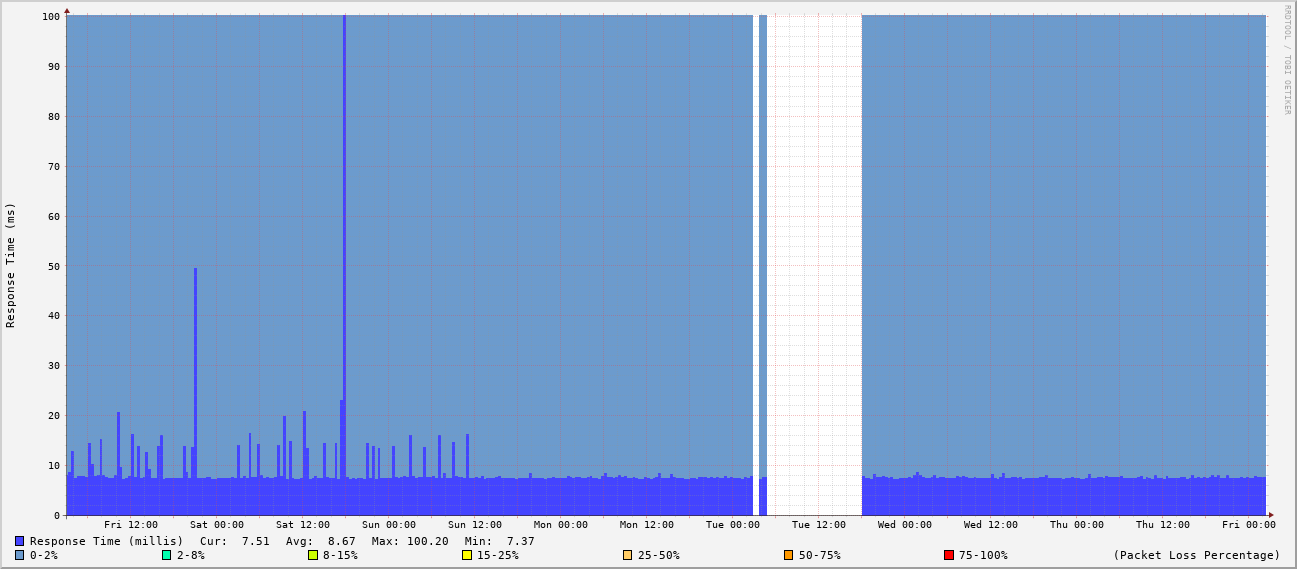 100
90
80
70
60
50
40
30
20
10
0
Response Time (ms)
RRDTOOL / TOBI OETIKER
Fri 12:00 Sat 00:00 Sat 12:00 Sun 00:00 Sun 12:00 Mon 00:00 Mon 12:00 Tue 00:00 Tue 12:00 Wed 00:00 Wed 12:00 Thu 00:00 Thu 12:00 Fri 00:00
Response Time (millis) Cur: 7.51 Avg: 8.67 Max: 100.20 Min: 7.37
0-2% 2-8% 8-15% 15-25% 25-50% 50-75% 75-100% (Packet Loss Percentage)